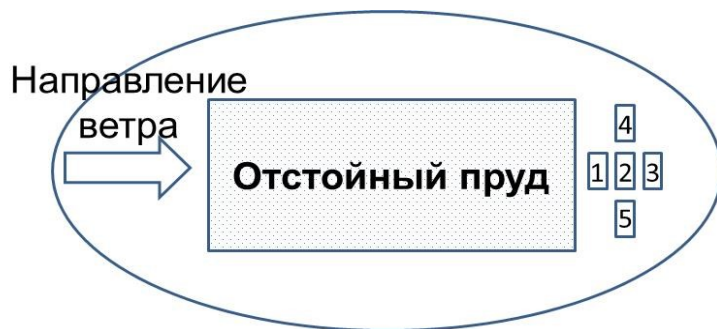 Направление
ветра
Отстойный пруд
4
1 2 3
5